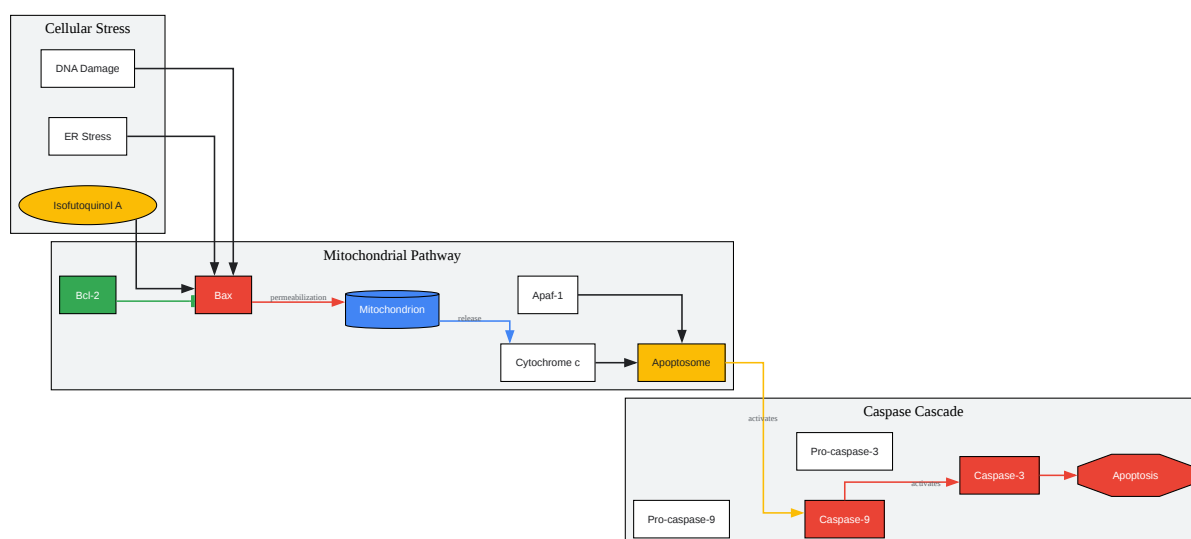 Cellular Stress
DNA Damage
ER Stress
Isofutoquinol A
Mitochondrial Pathway
Bcl-2
Bax
permeabilization
Mitochondrion
release
Apaf-1
Cytochrome c
Apoptosome
activates
Caspase Cascade
Pro-caspase-3
Pro-caspase-9
Caspase-9
activates
Caspase-3
Apoptosis